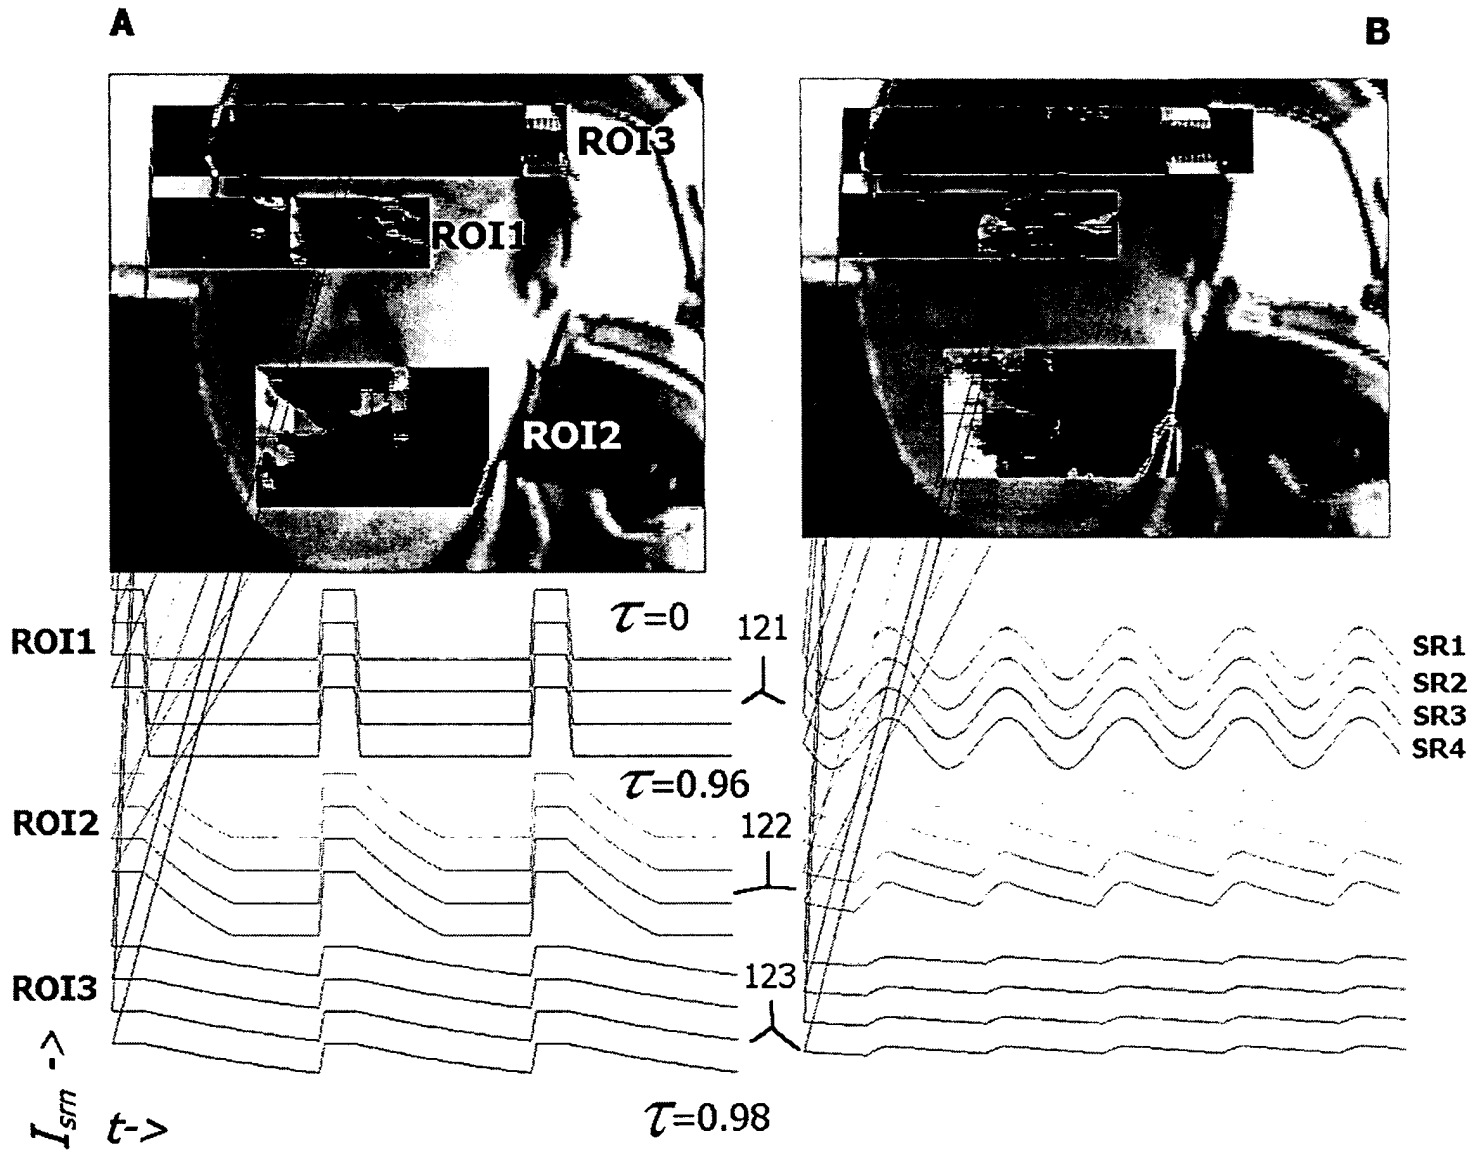 A
B
ROI3
ROI1
ROI2
τ=0
ROI1
121
SR1
SR2
SR3
SR4
τ=0.96
ROI2
122
ROI3
123
I_srn ->
t->
τ=0.98